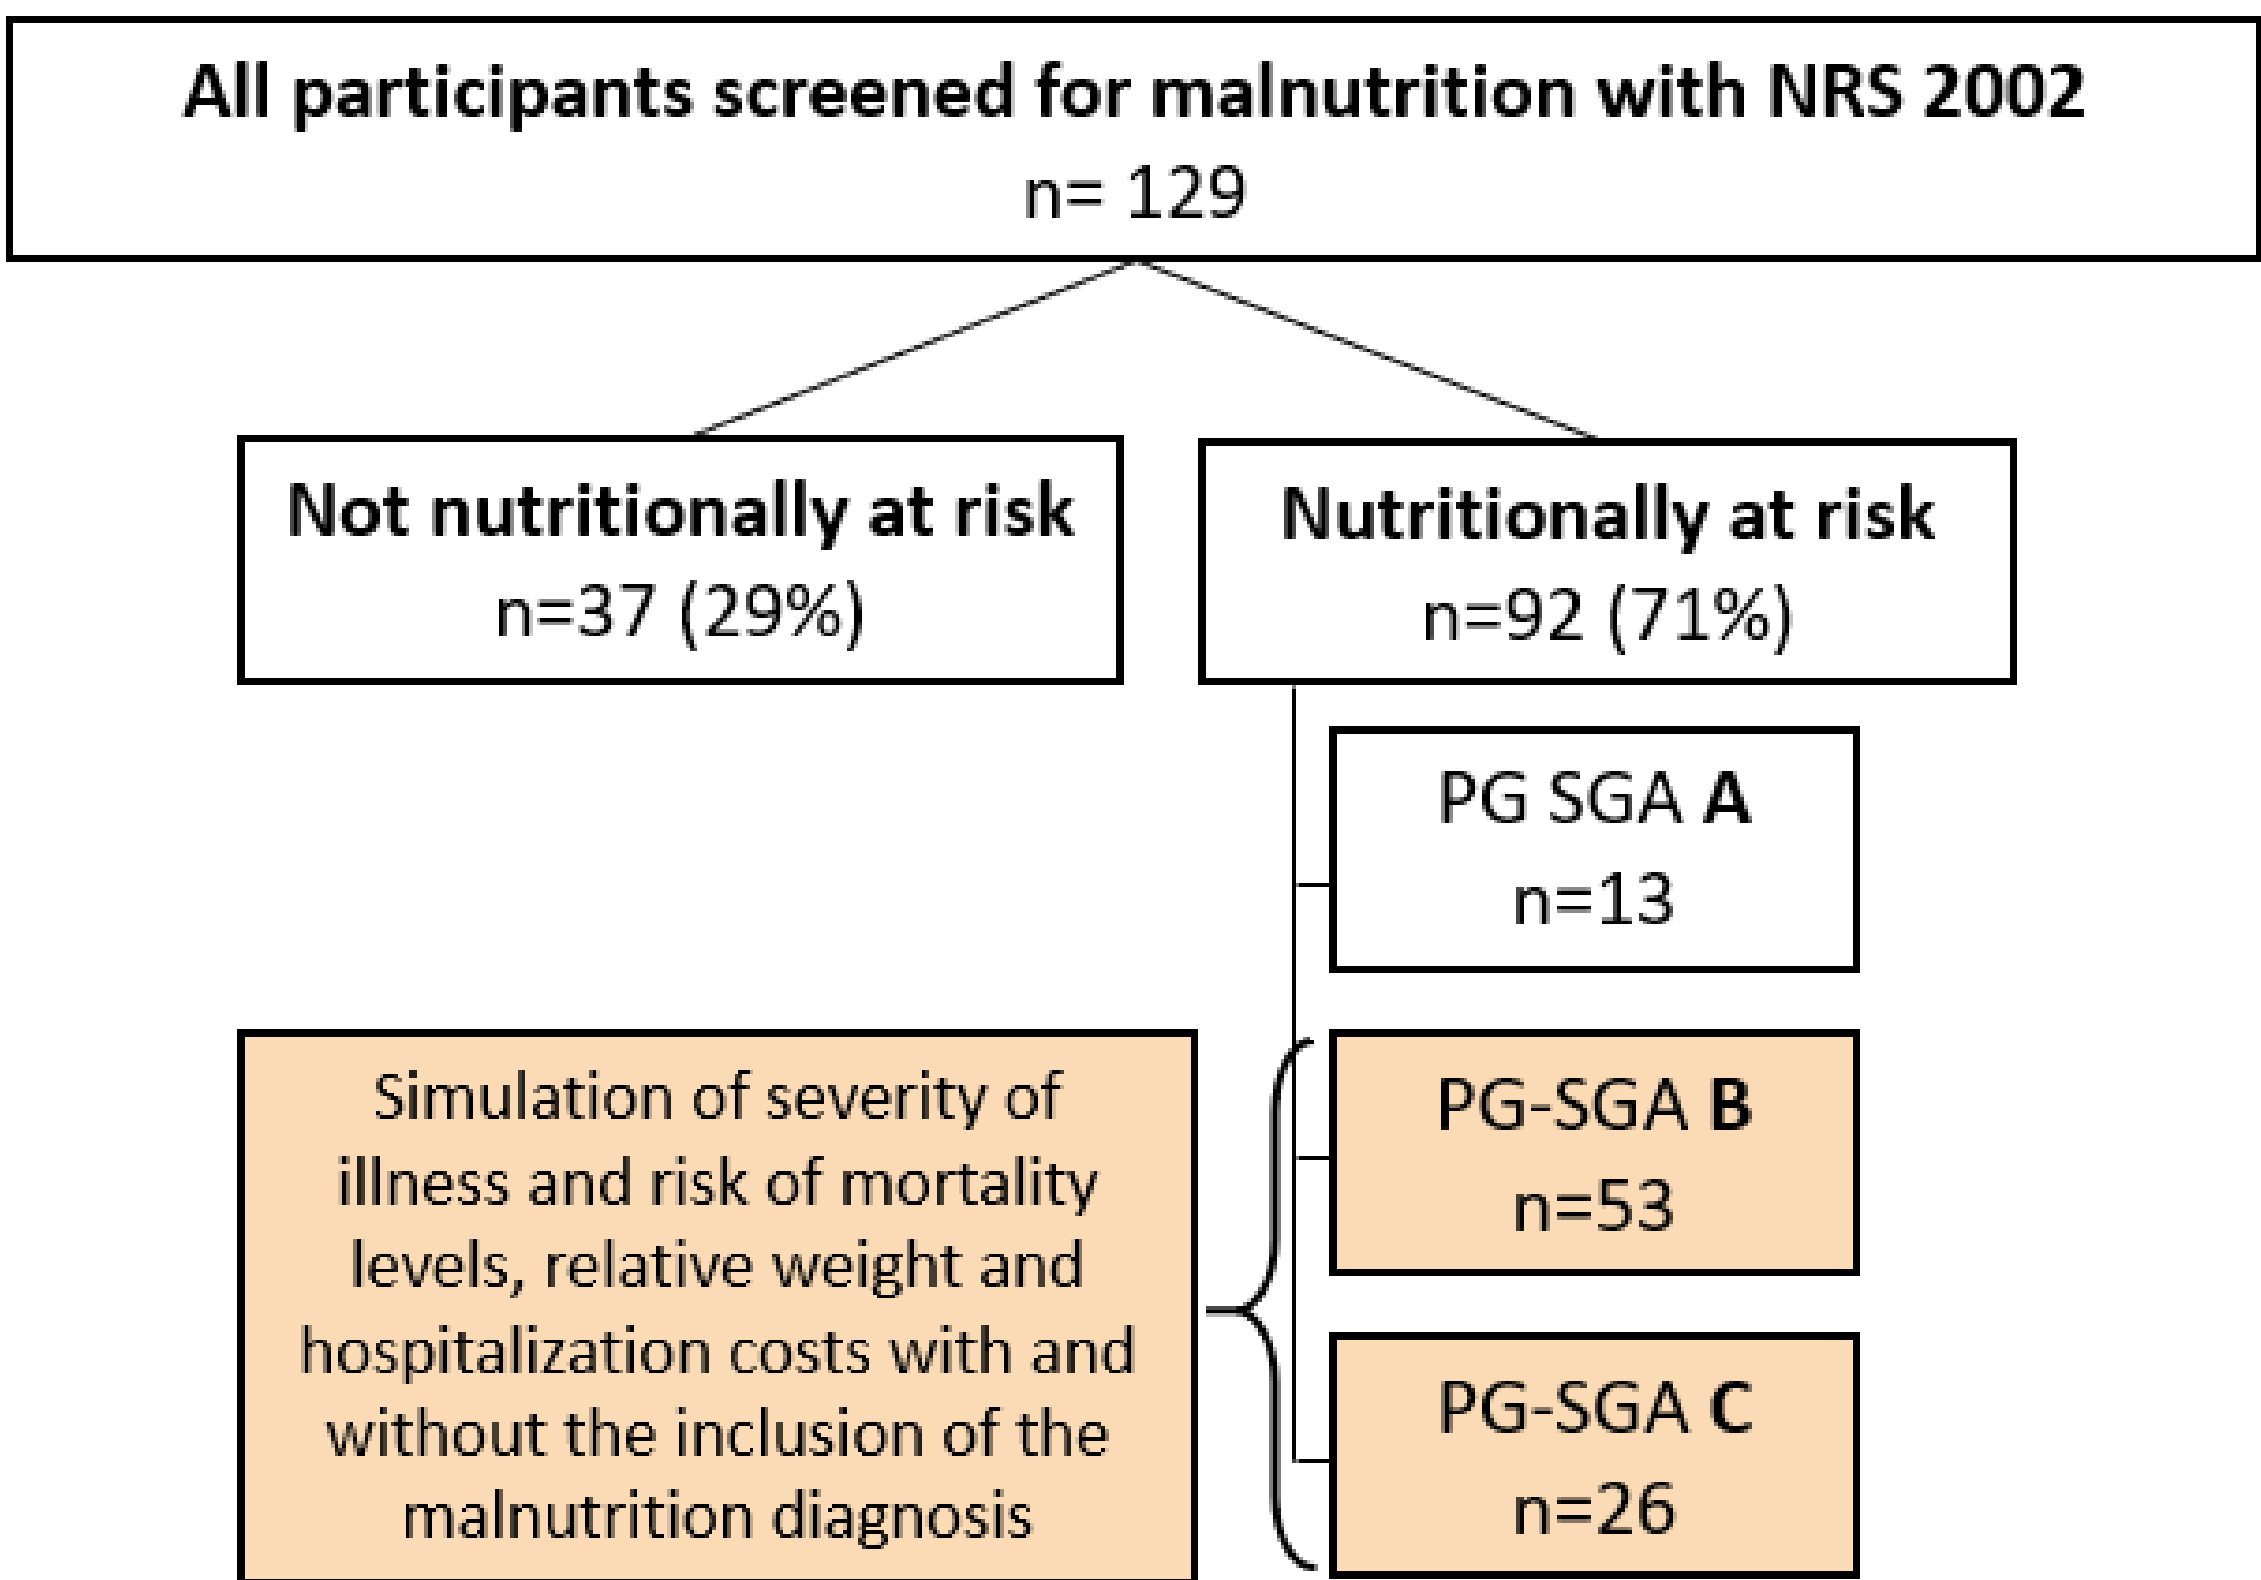 All participants screened for malnutrition with NRS 2002
n= 129
Not nutritionally at risk
n=37 (29%)
Nutritionally at risk
n=92 (71%)
PG SGA A
n=13
Simulation of severity of
illness and risk of mortality
levels, relative weight and
hospitalization costs with and
without the inclusion of the
malnutrition diagnosis
PG-SGA B
n=53
PG-SGA C
n=26